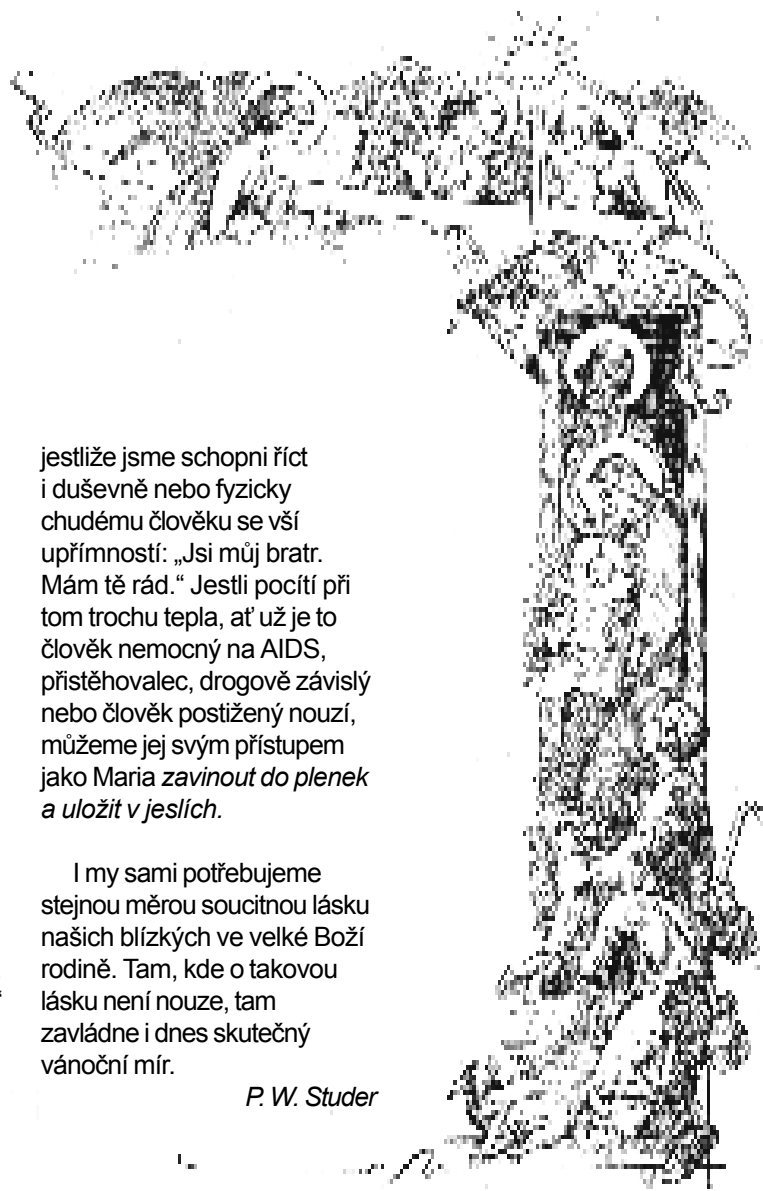 jestliže jsme schopni říct
i duševně nebo fyzicky
chudému člověku se vší
upřímností: „Jsi můj bratr.
Mám tě rád.“ Jestli pocítí při
tom trochu tepla, ať už je to
člověk nemocný na AIDS,
přistěhovalec, drogově závislý
nebo člověk postižený nouzí,
můžeme jej svým přístupem
jako Maria zavinout do plenek
a uložit v jeslích.
I my sami potřebujeme
stejnou měrou soucitnou lásku
našich blízkých ve velké Boží
rodině. Tam, kde o takovou
lásku není nouze, tam
zavládne i dnes skutečný
vánoční mír.
P. W. Studer